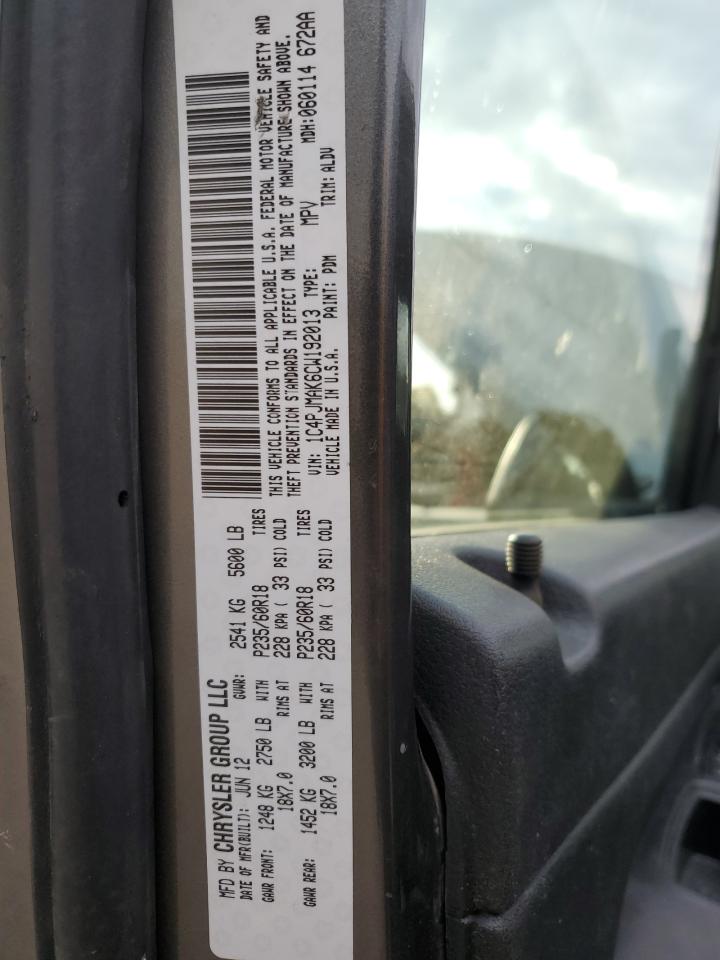 MFD BY CHRYSLER GROUP LLC
DATE OF MFR(BUILT): JUN 12 GVWR: 2541 KG 5600 LB
GAWR FRONT: 1248 KG 2750 LB WITH P235/60R18 TIRES
18X7.0 RIMS AT 228 KPA ( 33 PSI) COLD
GAWR REAR: 1452 KG 3200 LB WITH P235/60R18 TIRES
18X7.0 RIMS AT 228 KPA ( 33 PSI) COLD
THIS VEHICLE CONFORMS TO ALL APPLICABLE U.S.A. FEDERAL MOTOR VEHICLE SAFETY AND
THEFT PREVENTION STANDARDS IN EFFECT ON THE DATE OF MANUFACTURE SHOWN ABOVE.
VIN: 1C4PJMAK6CW192013 TYPE: MPV MDH:060114 672AA
VEHICLE MADE IN U.S.A. PAINT: PDM TRIM: ALDV